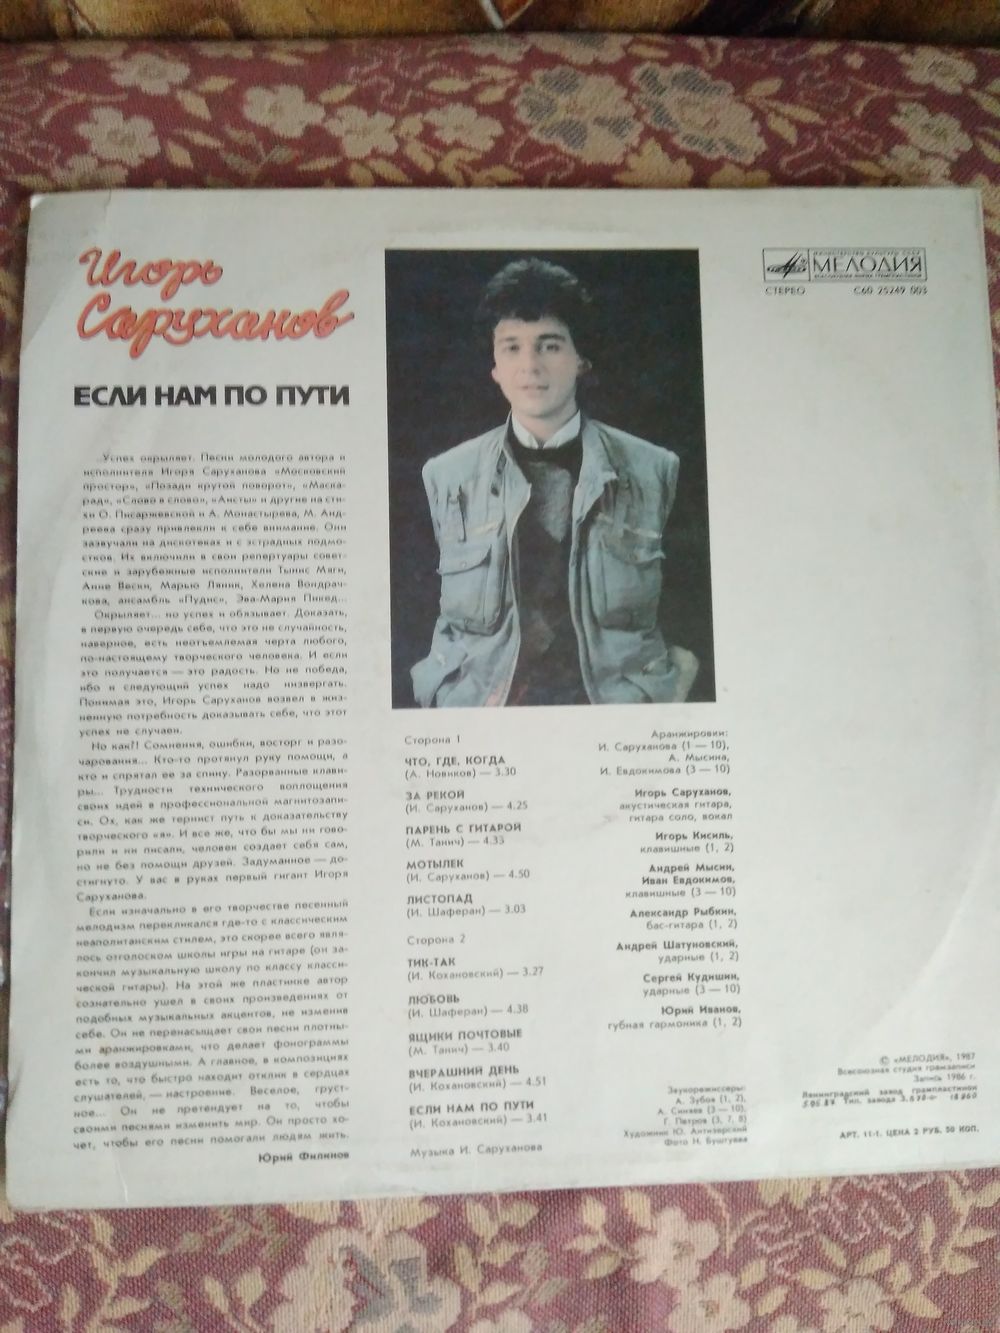 Игорь
Саруханов
ЕСЛИ НАМ ПО ПУТИ
МИНИСТЕРСТВО КУЛЬТУРЫ СССР
МЕЛОДИЯ
СТЕРЕО С60 25249 003
...Успех окрыляет. Песни молодого автора и
исполнителя Игоря Саруханова «Московский
простор», «Позади крутой поворот», «Маска-
рад», «Слово в слово», «Аисты» и другие на сти-
хи О. Писаржевской и А. Монастырева, М. Анд-
реева сразу привлекли к себе внимание. Они
зазвучали на дискотеках и с эстрадных подмо-
стков. Их включили в свои репертуары совет-
ские и зарубежные исполнители Тынис Мяги,
Анне Вески, Марью Ляник, Хелена Вондрач-
кова, ансамбль «Пудис», Эва-Мария Пикед...
Окрыляет... но успех и обязывает. Доказать,
в первую очередь себе, что это не случайность,
наверное, есть неотъемлемая черта любого,
по-настоящему творческого человека. И если
это получается — это радость. Но не победа,
ибо и следующий успех надо низвергать.
Понимая это, Игорь Саруханов возвел в жиз-
ненную потребность доказывать себе, что этот
успех не случаен.
Но как?! Сомнения, ошибки, восторг и разо-
чарования... Кто-то протянул руку помощи, а
кто и спрятал ее за спину. Разорванные клави-
ры... Трудности технического воплощения
своих идей в профессиональной магнитозапи-
си. Ох, как же тернист путь к доказательству
творческого «я». И все же, что бы мы ни гово-
рили и ни писали, человек создает себя сам,
но не без помощи друзей. Задуманное — до-
стигнуто. У вас в руках первый гигант Игоря
Саруханова.
Если изначально в его творчестве песенный
мелодизм перекликался где-то с классическим
неаполитанским стилем, это скорее всего явля-
лось отголоском школы игры на гитаре (он за-
кончил музыкальную школу по классу класси-
ческой гитары). На этой же пластинке автор
сознательно ушел в своих произведениях от
подобных музыкальных акцентов, не изменив
себе. Он не перенасыщает свои песни плотны-
ми аранжировками, что делает фонограммы
более воздушными. А главное, в композициях
есть то, что быстро находит отклик в сердцах
слушателей, — настроение. Веселое, груст-
ное... Он не претендует на то, чтобы
своими песнями изменить мир. Он просто хо-
чет, чтобы его песни помогали людям жить.
Юрий Филинов
Сторона 1
ЧТО, ГДЕ, КОГДА
(А. Новиков) — 3.30
ЗА РЕКОЙ
(И. Саруханов) — 4.25
ПАРЕНЬ С ГИТАРОЙ
(М. Танич) — 4.33
МОТЫЛЕК
(И. Саруханов) — 4.50
ЛИСТОПАД
(И. Шаферан) — 3.03
Сторона 2
ТИК-ТАК
(И. Кохановский) — 3.27
ЛЮБОВЬ
(И. Шаферан) — 4.38
ЯЩИКИ ПОЧТОВЫЕ
(М. Танич) — 3.40
ВЧЕРАШНИЙ ДЕНЬ
(И. Кохановский) — 4.51
ЕСЛИ НАМ ПО ПУТИ
(И. Кохановский) — 3.41
Музыка И. Саруханова
Аранжировки:
И. Саруханова (1 — 10),
А. Мысина,
И. Евдокимова (3 — 10)
Игорь Саруханов,
акустическая гитара,
гитара соло, вокал
Игорь Кисиль,
клавишные (1, 2)
Андрей Мысин,
Иван Евдокимов,
клавишные (3 — 10)
Александр Рыбкин,
бас-гитара (1, 2)
Андрей Шатуновский,
ударные (1, 2)
Сергей Кудишин,
ударные (3 — 10)
Юрий Иванов,
губная гармоника (1, 2)
Звукорежиссеры:
А. Зубов (1, 2),
А. Синяев (3 — 10),
Г. Петров (3, 7, 8)
Художник Ю. Антизерский
Фото Н. Буштуева
© «МЕЛОДИЯ», 1987
Всесоюзная студия грамзаписи
Запись 1986 г.
Ленинградский завод грампластинок
Тип. завода
АРТ. 11-1. ЦЕНА 2 РУБ. 50 КОП.